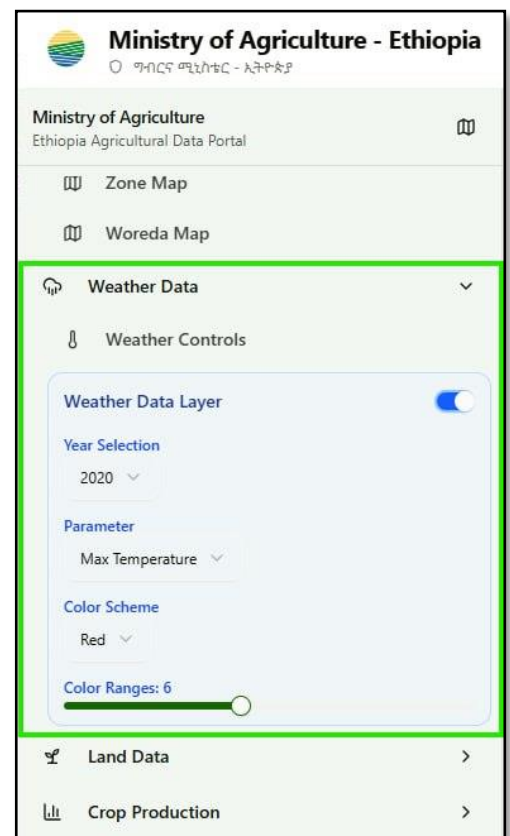 Ministry of Agriculture - Ethiopia
ግብርና ሚኒስቴር - ኢትዮጵያ
Ministry of Agriculture
Ethiopia Agricultural Data Portal
Zone Map
Woreda Map
Weather Data
Weather Controls
Weather Data Layer
Year Selection
2020
Parameter
Max Temperature
Color Scheme
Red
Color Ranges: 6
Land Data
Crop Production